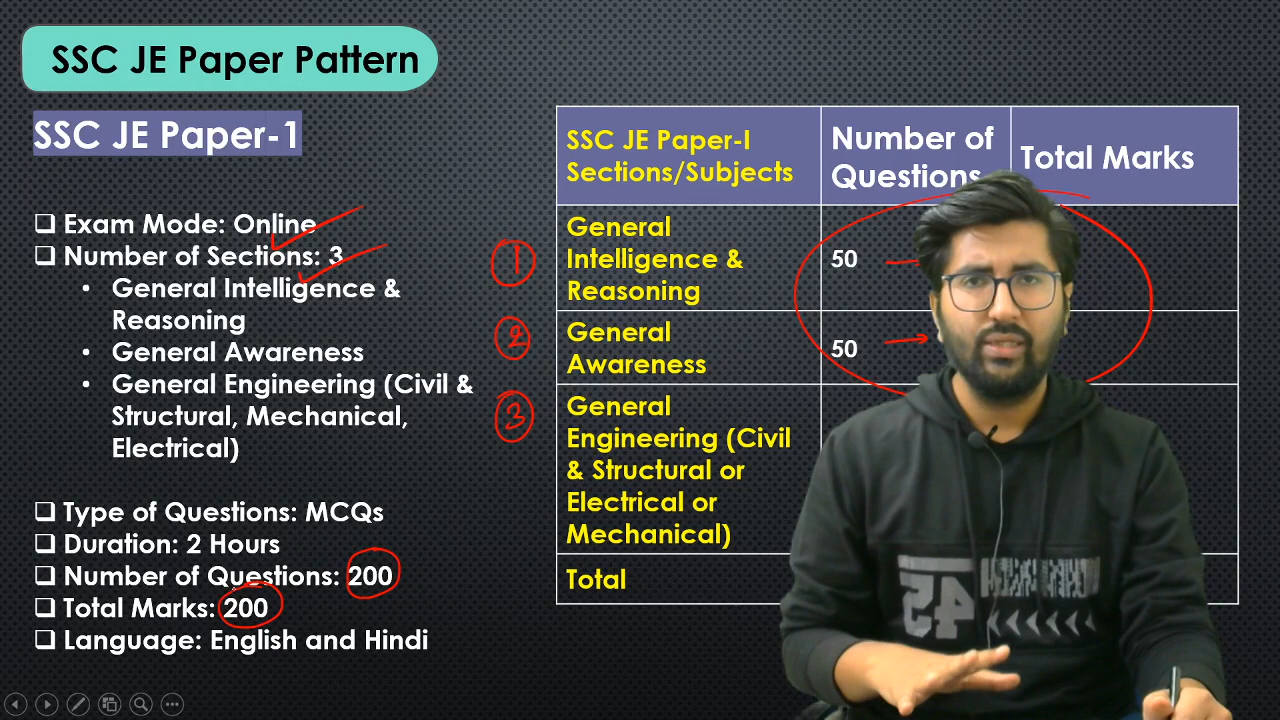 SSC JE Paper Pattern
SSC JE Paper-1
Exam Mode: Online
Number of Sections: 3
• General Intelligence &
Reasoning
• General Awareness
• General Engineering (Civil &
Structural, Mechanical,
Electrical)
Type of Questions: MCQs
Duration: 2 Hours
Number of Questions: 200
Total Marks: 200
Language: English and Hindi
SSC JE Paper-I
Sections/Subjects
Number of
Questions
Total Marks
1
General
Intelligence &
Reasoning
50
2
General
Awareness
50
3
General
Engineering (Civil
& Structural or
Electrical or
Mechanical)
Total
45